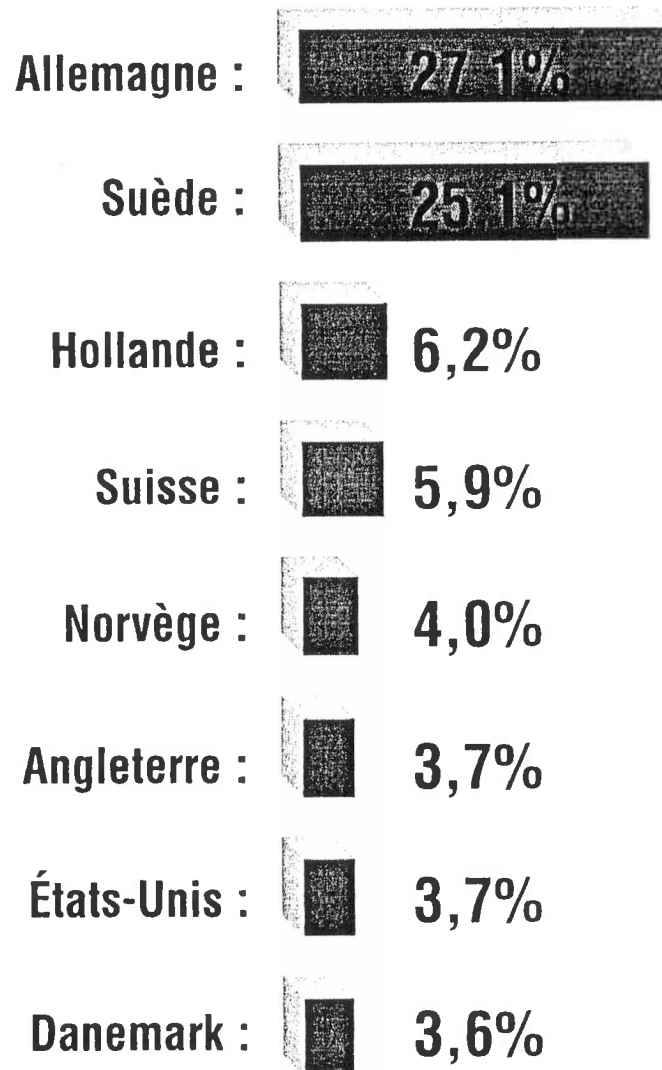 Allemagne : 27 1%
Suède : 25 1%
Hollande : 6,2%
Suisse : 5,9%
Norvège : 4,0%
Angleterre : 3,7%
États-Unis : 3,7%
Danemark : 3,6%